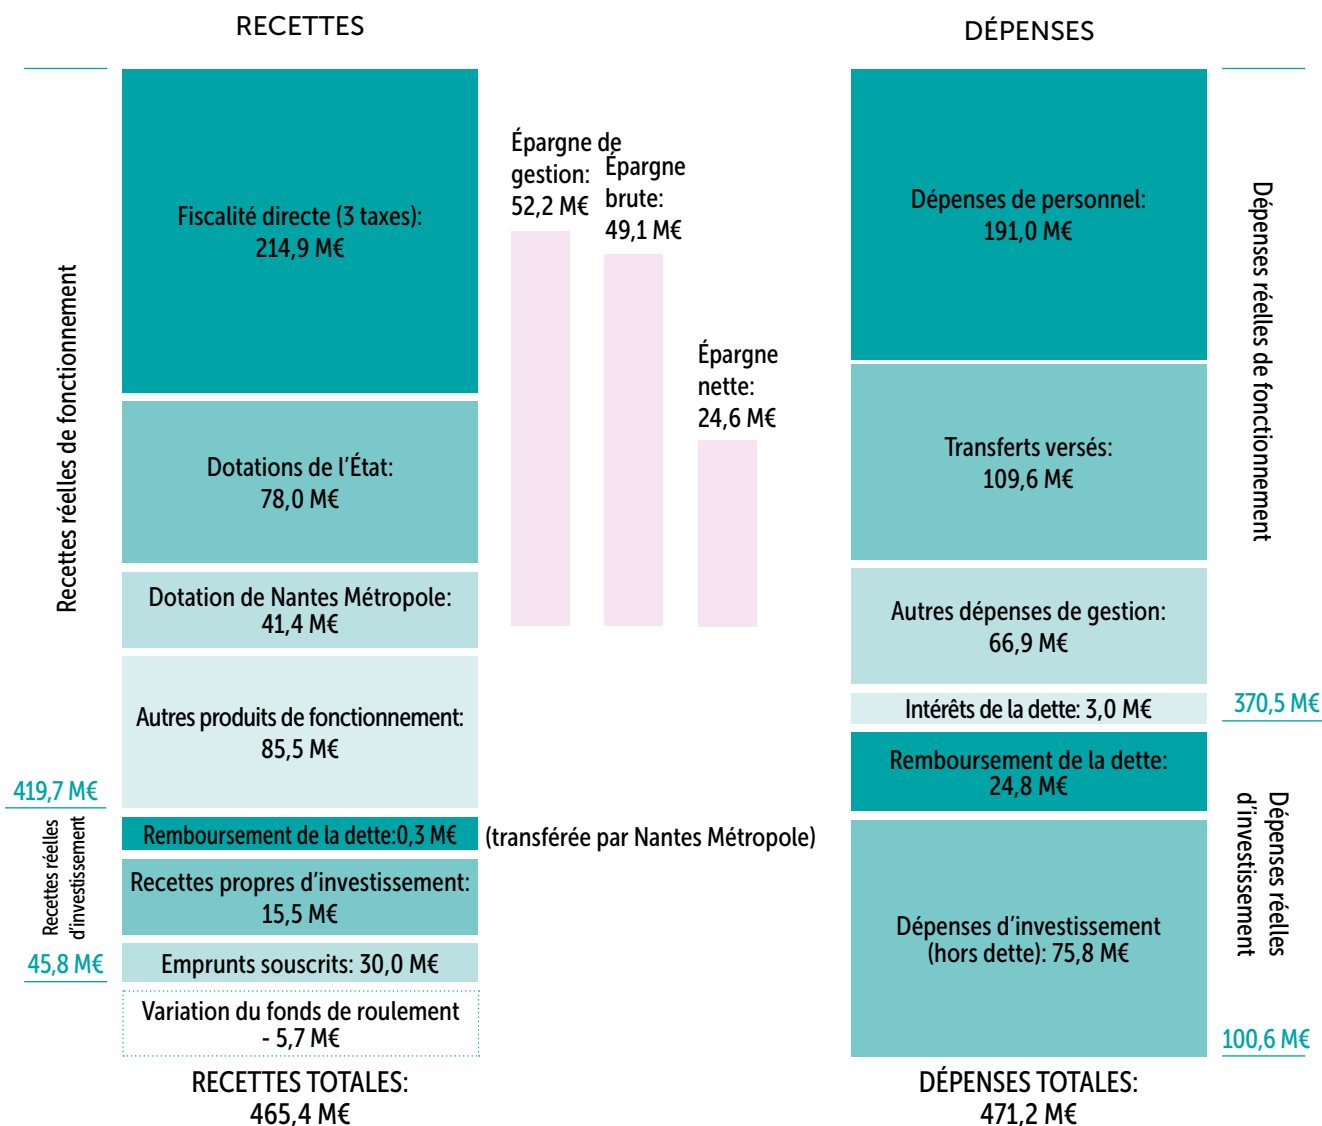 RECETTES
Recettes réelles de fonctionnement
419,7 M€
Recettes réelles
d'investissement
45,8 M€
Fiscalité directe (3 taxes):
214,9 M€
Dotations de l'État:
78,0 M€
Dotation de Nantes Métropole:
41,4 M€
Autres produits de fonctionnement:
85,5 M€
Remboursement de la dette:0,3 M€ (transférée par Nantes Métropole)
Recettes propres d'investissement:
15,5 M€
Emprunts souscrits: 30,0 M€
Variation du fonds de roulement
- 5,7 M€
RECETTES TOTALES:
465,4 M€
Épargne de
gestion:
52,2 M€
Épargne
brute:
49,1 M€
Épargne
nette:
24,6 M€
DÉPENSES
Dépenses de personnel:
191,0 M€
Transferts versés:
109,6 M€
Autres dépenses de gestion:
66,9 M€
Intérêts de la dette: 3,0 M€
Remboursement de la dette:
24,8 M€
Dépenses d'investissement
(hors dette): 75,8 M€
DÉPENSES TOTALES:
471,2 M€
Dépenses réelles de fonctionnement
370,5 M€
Dépenses réelles
d'investissement
100,6 M€